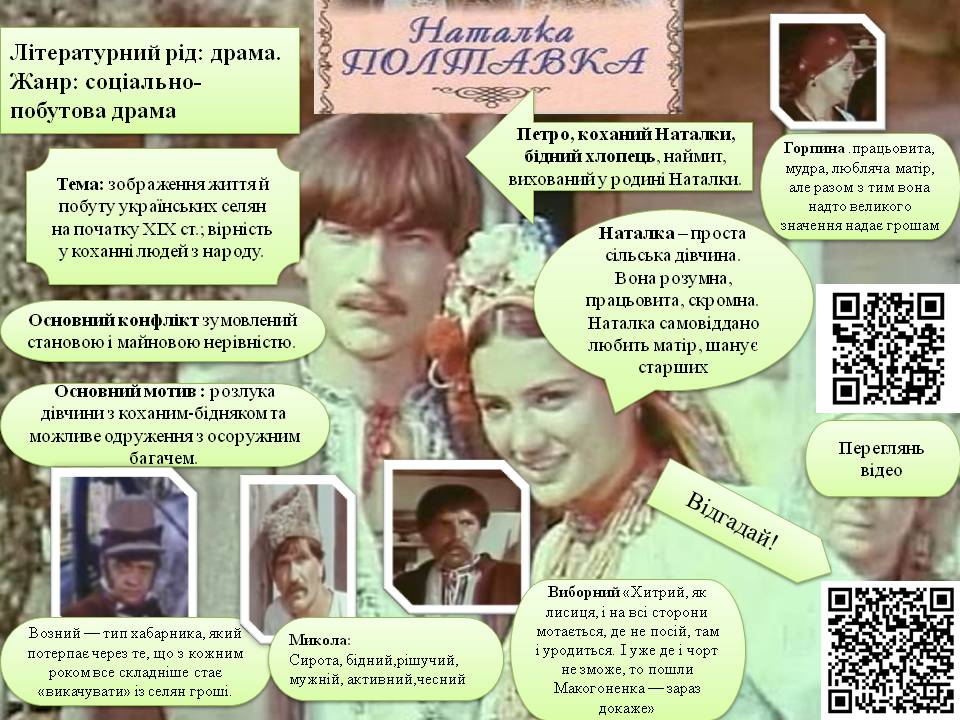 Наталка
ПОЛТАВКА
Літературний рід: драма.
Жанр: соціально-
побутова драма
Петро, коханий Наталки,
бідний хлопець, наймит,
вихований у родині Наталки.
Горпина .працьовита,
мудра, любляча матір,
але разом з тим вона
надто великого
значення надає грошам
Тема: зображення життя й
побуту українських селян
на початку XIX ст.; вірність
у коханні людей з народу.
Наталка – проста
сільська дівчина.
Вона розумна,
працьовита, скромна.
Наталка самовіддано
любить матір, шанує
старших
Основний конфлікт зумовлений
становою і майновою нерівністю.
Основний мотив : розлука
дівчини з коханим-бідняком та
можливе одруження з осоружним
багачем.
Переглянь
відео
Відгадай!
Возний — тип хабарника, який
потерпає через те, що з кожним
роком все складніше стає
«викачувати» із селян гроші.
Микола:
Сирота, бідний,рішучий,
мужній, активний,чесний
Виборний «Хитрий, як
лисиця, і на всі сторони
мотається, де не посій, там
і уродиться. І уже де і чорт
не зможе, то пошли
Макогоненка — зараз
докаже»